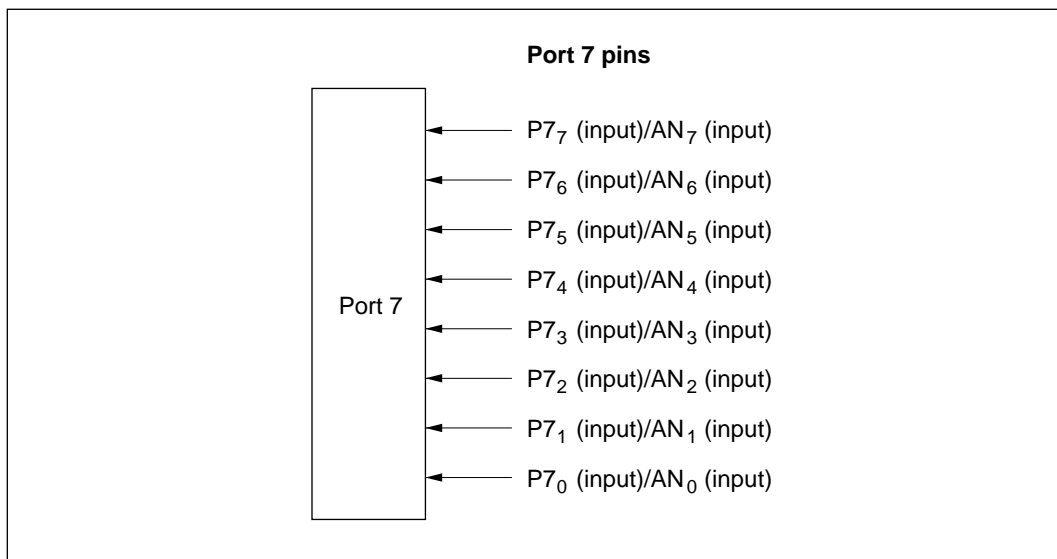 Port 7 pins
P7₇ (input)/AN₇ (input)
P7₆ (input)/AN₆ (input)
P7₅ (input)/AN₅ (input)
P7₄ (input)/AN₄ (input)
Port 7
P7₃ (input)/AN₃ (input)
P7₂ (input)/AN₂ (input)
P7₁ (input)/AN₁ (input)
P7₀ (input)/AN₀ (input)